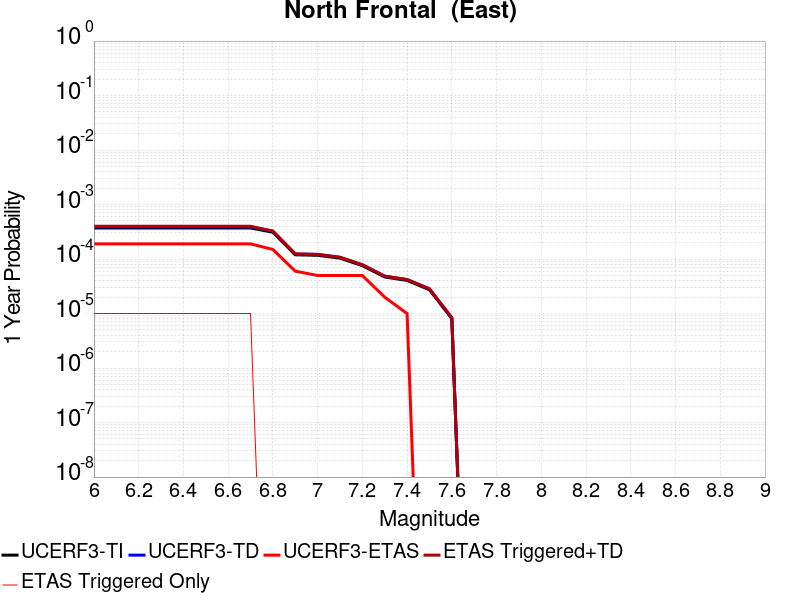 North Frontal  (East)
10^0
10^-1
10^-2
10^-3
10^-4
10^-5
10^-6
10^-7
10^-8
1 Year Probability
6 6.2 6.4 6.6 6.8 7 7.2 7.4 7.6 7.8 8 8.2 8.4 8.6 8.8 9
Magnitude
UCERF3-TI UCERF3-TD UCERF3-ETAS ETAS Triggered+TD
ETAS Triggered Only